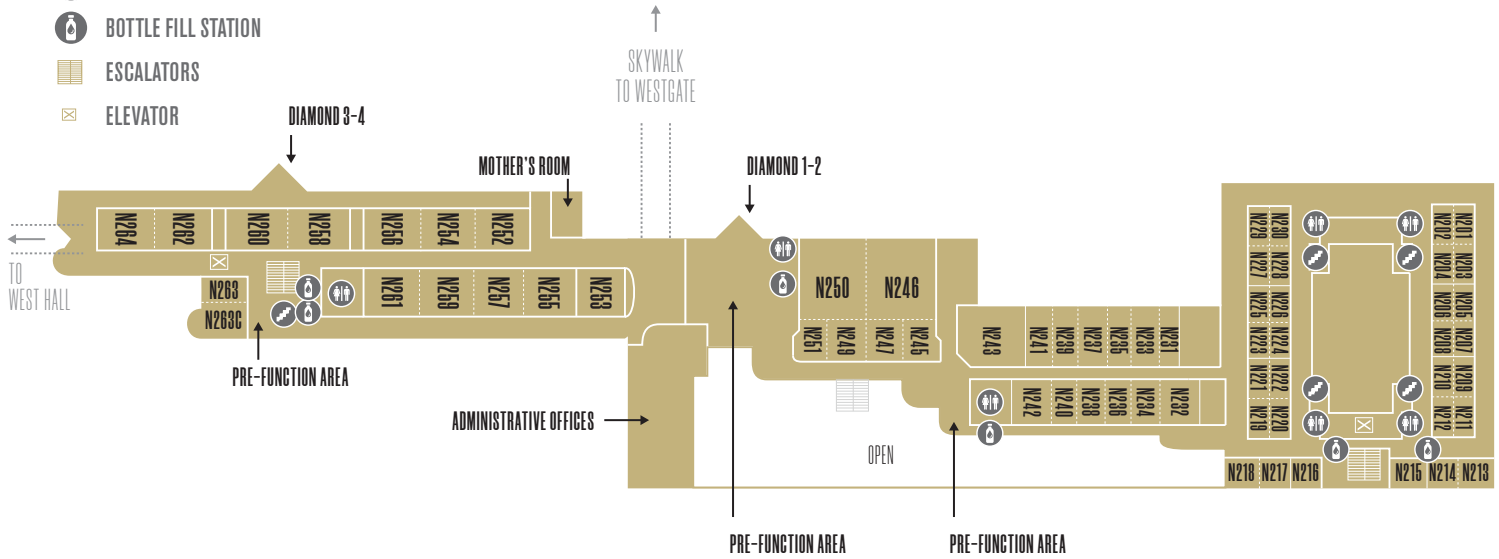 BOTTLE FILL STATION
ESCALATORS
ELEVATOR
SKYWALK
TO WESTGATE
DIAMOND 3-4
MOTHER'S ROOM
DIAMOND 1-2
TO
WEST HALL
N264
N262
N260
N258
N256
N254
N252
N263
N263C
N261
N259
N257
N255
N253
PRE-FUNCTION AREA
ADMINISTRATIVE OFFICES
N250
N246
N251
N249
N247
N245
N243
N241
N239
N237
N235
N233
N231
N242
N240
N238
N236
N234
N232
OPEN
PRE-FUNCTION AREA
PRE-FUNCTION AREA
N229
N230
N227
N228
N225
N226
N223
N224
N221
N222
N219
N220
N202
N201
N204
N203
N206
N205
N208
N207
N210
N209
N212
N211
N218
N217
N216
N215
N214
N213